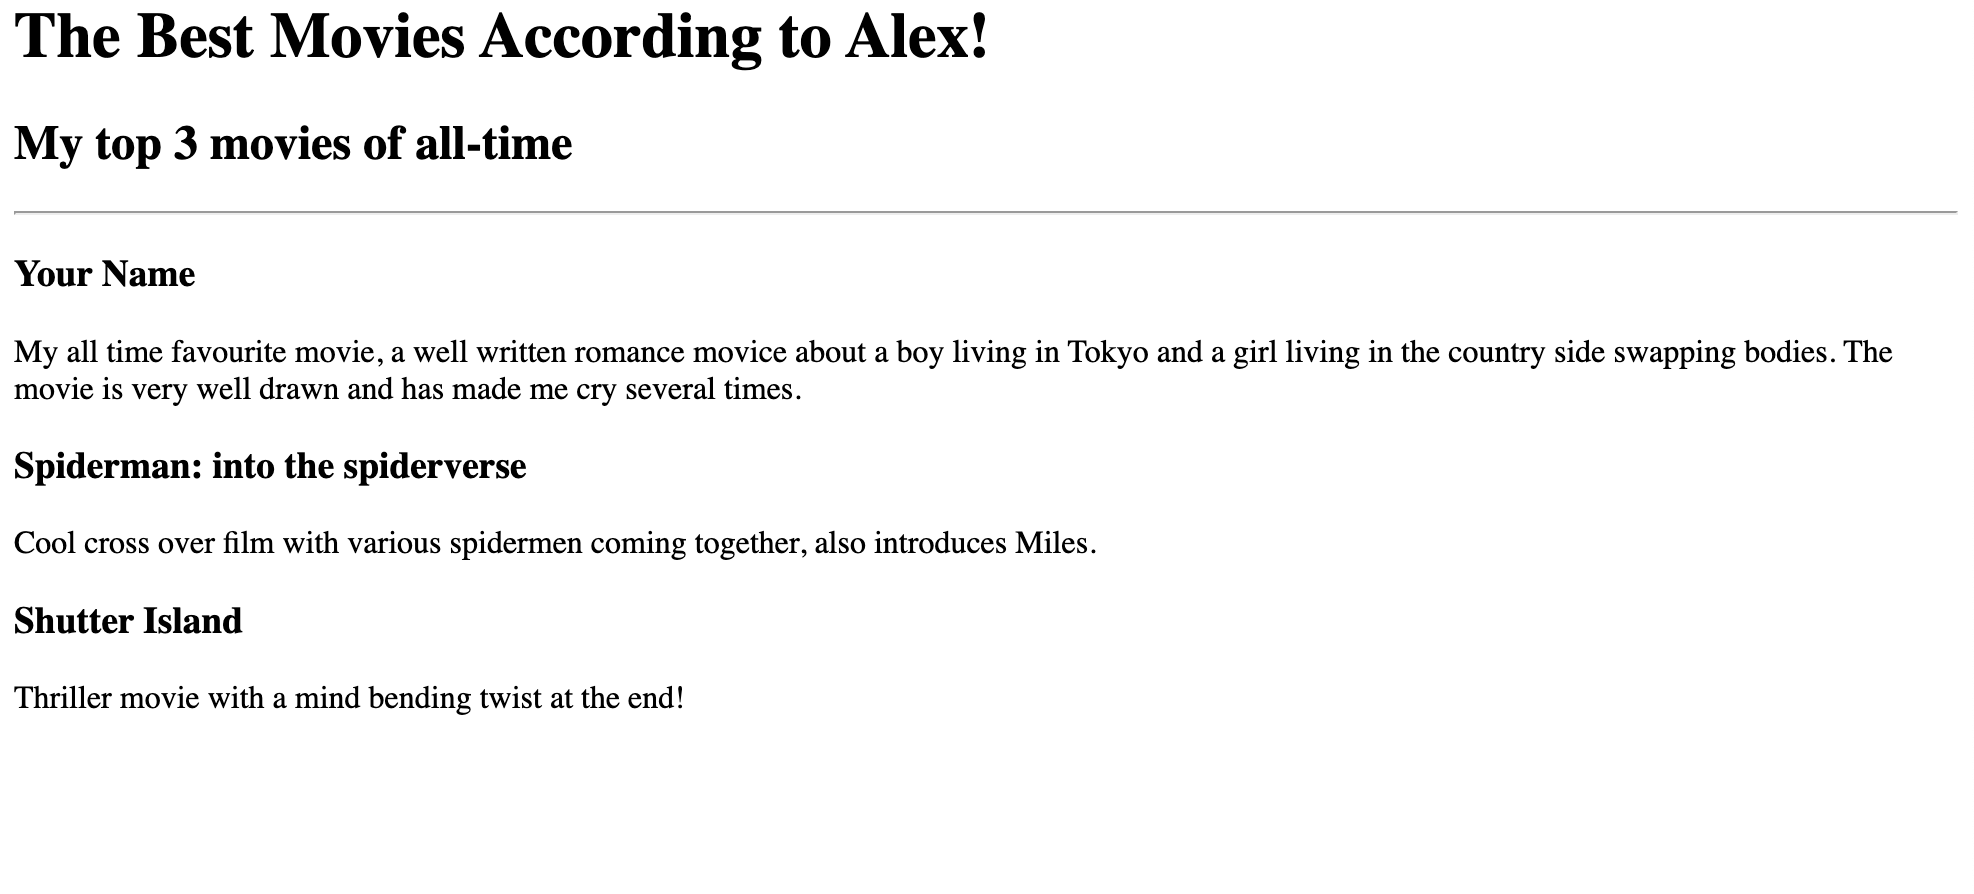 The Best Movies According to Alex!
My top 3 movies of all-time
Your Name
My all time favourite movie, a well written romance movice about a boy living in Tokyo and a girl living in the country side swapping bodies. The
movie is very well drawn and has made me cry several times.
Spiderman: into the spiderverse
Cool cross over film with various spidermen coming together, also introduces Miles.
Shutter Island
Thriller movie with a mind bending twist at the end!